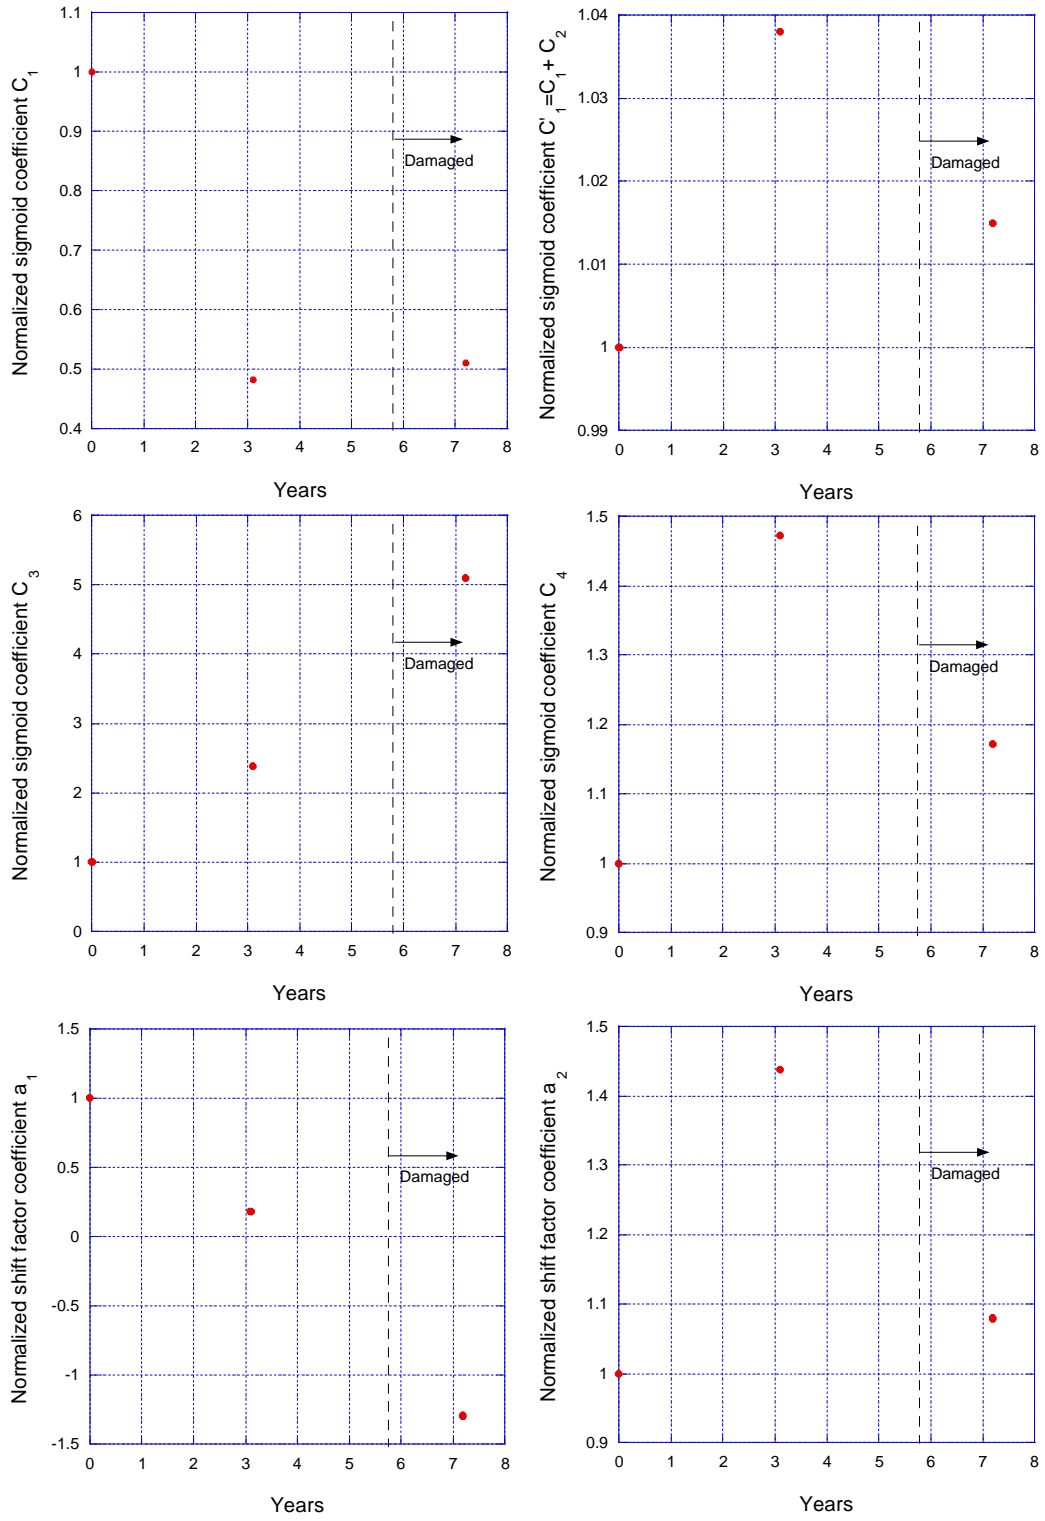 Normalized sigmoid coefficient C1
1.1
1
0.9
0.8
0.7
0.6
0.5
0.4
Damaged
0 1 2 3 4 5 6 7 8
Years
Normalized sigmoid coefficient C'1 =C1 + C2
1.04
1.03
1.02
1.01
1
0.99
Damaged
0 1 2 3 4 5 6 7 8
Years
Normalized sigmoid coefficient C3
6
5
4
3
2
1
0
Damaged
0 1 2 3 4 5 6 7 8
Years
Normalized sigmoid coefficient C4
1.5
1.4
1.3
1.2
1.1
1
0.9
Damaged
0 1 2 3 4 5 6 7 8
Years
Normalized shift factor coefficient a1
1.5
1
0.5
0
-0.5
-1
-1.5
Damaged
0 1 2 3 4 5 6 7 8
Years
Normalized shift factor coefficient a2
1.5
1.4
1.3
1.2
1.1
1
0.9
Damaged
0 1 2 3 4 5 6 7 8
Years